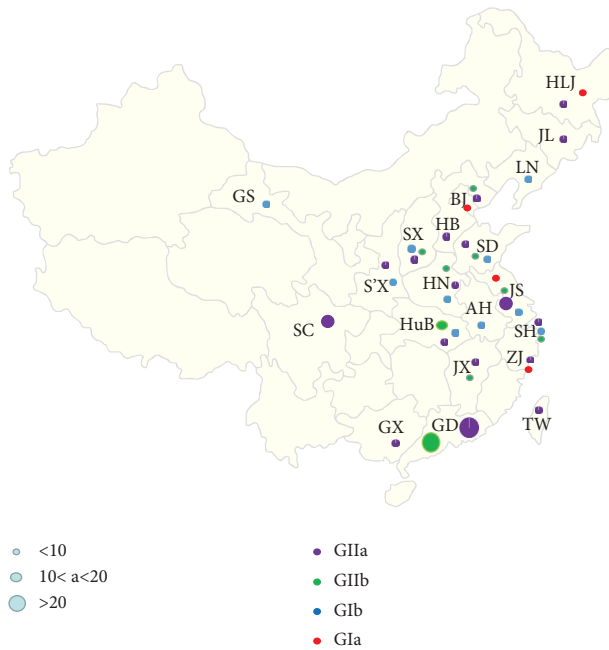 HLJ
JL
LN
GS
BJ
HB
SX
SD
S'X
HN
JS
AH
SC
HuB
SH
JX
ZJ
GX
GD
TW
<10
10< a<20
>20
GIIa
GIIb
GIb
GIa